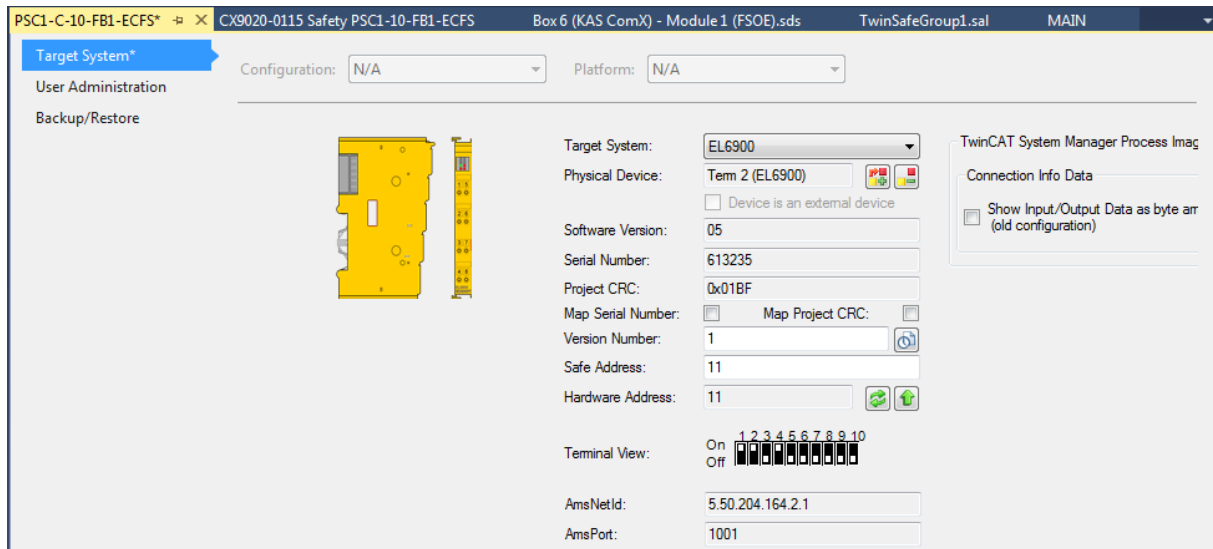 PSC1-C-10-FB1-ECFS* CX9020-0115 Safety PSC1-10-FB1-ECFS Box 6 (KAS ComX) - Module 1 (FSOE).sds TwinSafeGroup1.sal MAIN
Target System*
User Administration
Backup/Restore
Configuration: N/A Platform: N/A
Target System: EL6900
Physical Device: Term 2 (EL6900)
Device is an external device
Software Version: 05
Serial Number: 613235
Project CRC: 0x01BF
Map Serial Number: Map Project CRC:
Version Number: 1
Safe Address: 11
Hardware Address: 11
Terminal View: On Off 1 2 3 4 5 6 7 8 9 10
AmsNetId: 5.50.204.164.2.1
AmsPort: 1001
TwinCAT System Manager Process Imag
Connection Info Data
Show Input/Output Data as byte arr
(old configuration)